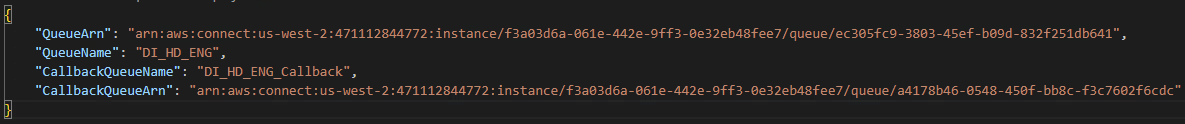 {
"QueueArn": "arn:aws:connect:us-west-2:471112844772:instance/f3a03d6a-061e-442e-9ff3-0e32eb48fee7/queue/ec305fc9-3803-45ef-b09d-832f251db641",
"QueueName": "DI_HD_ENG",
"CallbackQueueName": "DI_HD_ENG_Callback",
"CallbackQueueArn": "arn:aws:connect:us-west-2:471112844772:instance/f3a03d6a-061e-442e-9ff3-0e32eb48fee7/queue/a4178b46-0548-450f-bb8c-f3c7602f6cdc"
}